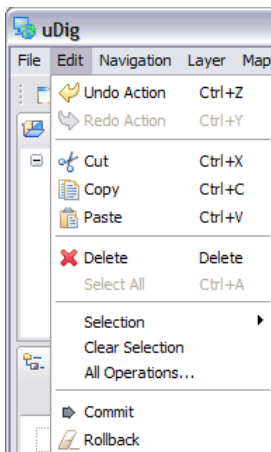 uDig
File Edit Navigation Layer Map
Undo Action Ctrl+Z
Redo Action Ctrl+Y
Cut Ctrl+X
Copy Ctrl+C
Paste Ctrl+V
Delete Delete
Select All Ctrl+A
Selection
Clear Selection
All Operations...
Commit
Rollback